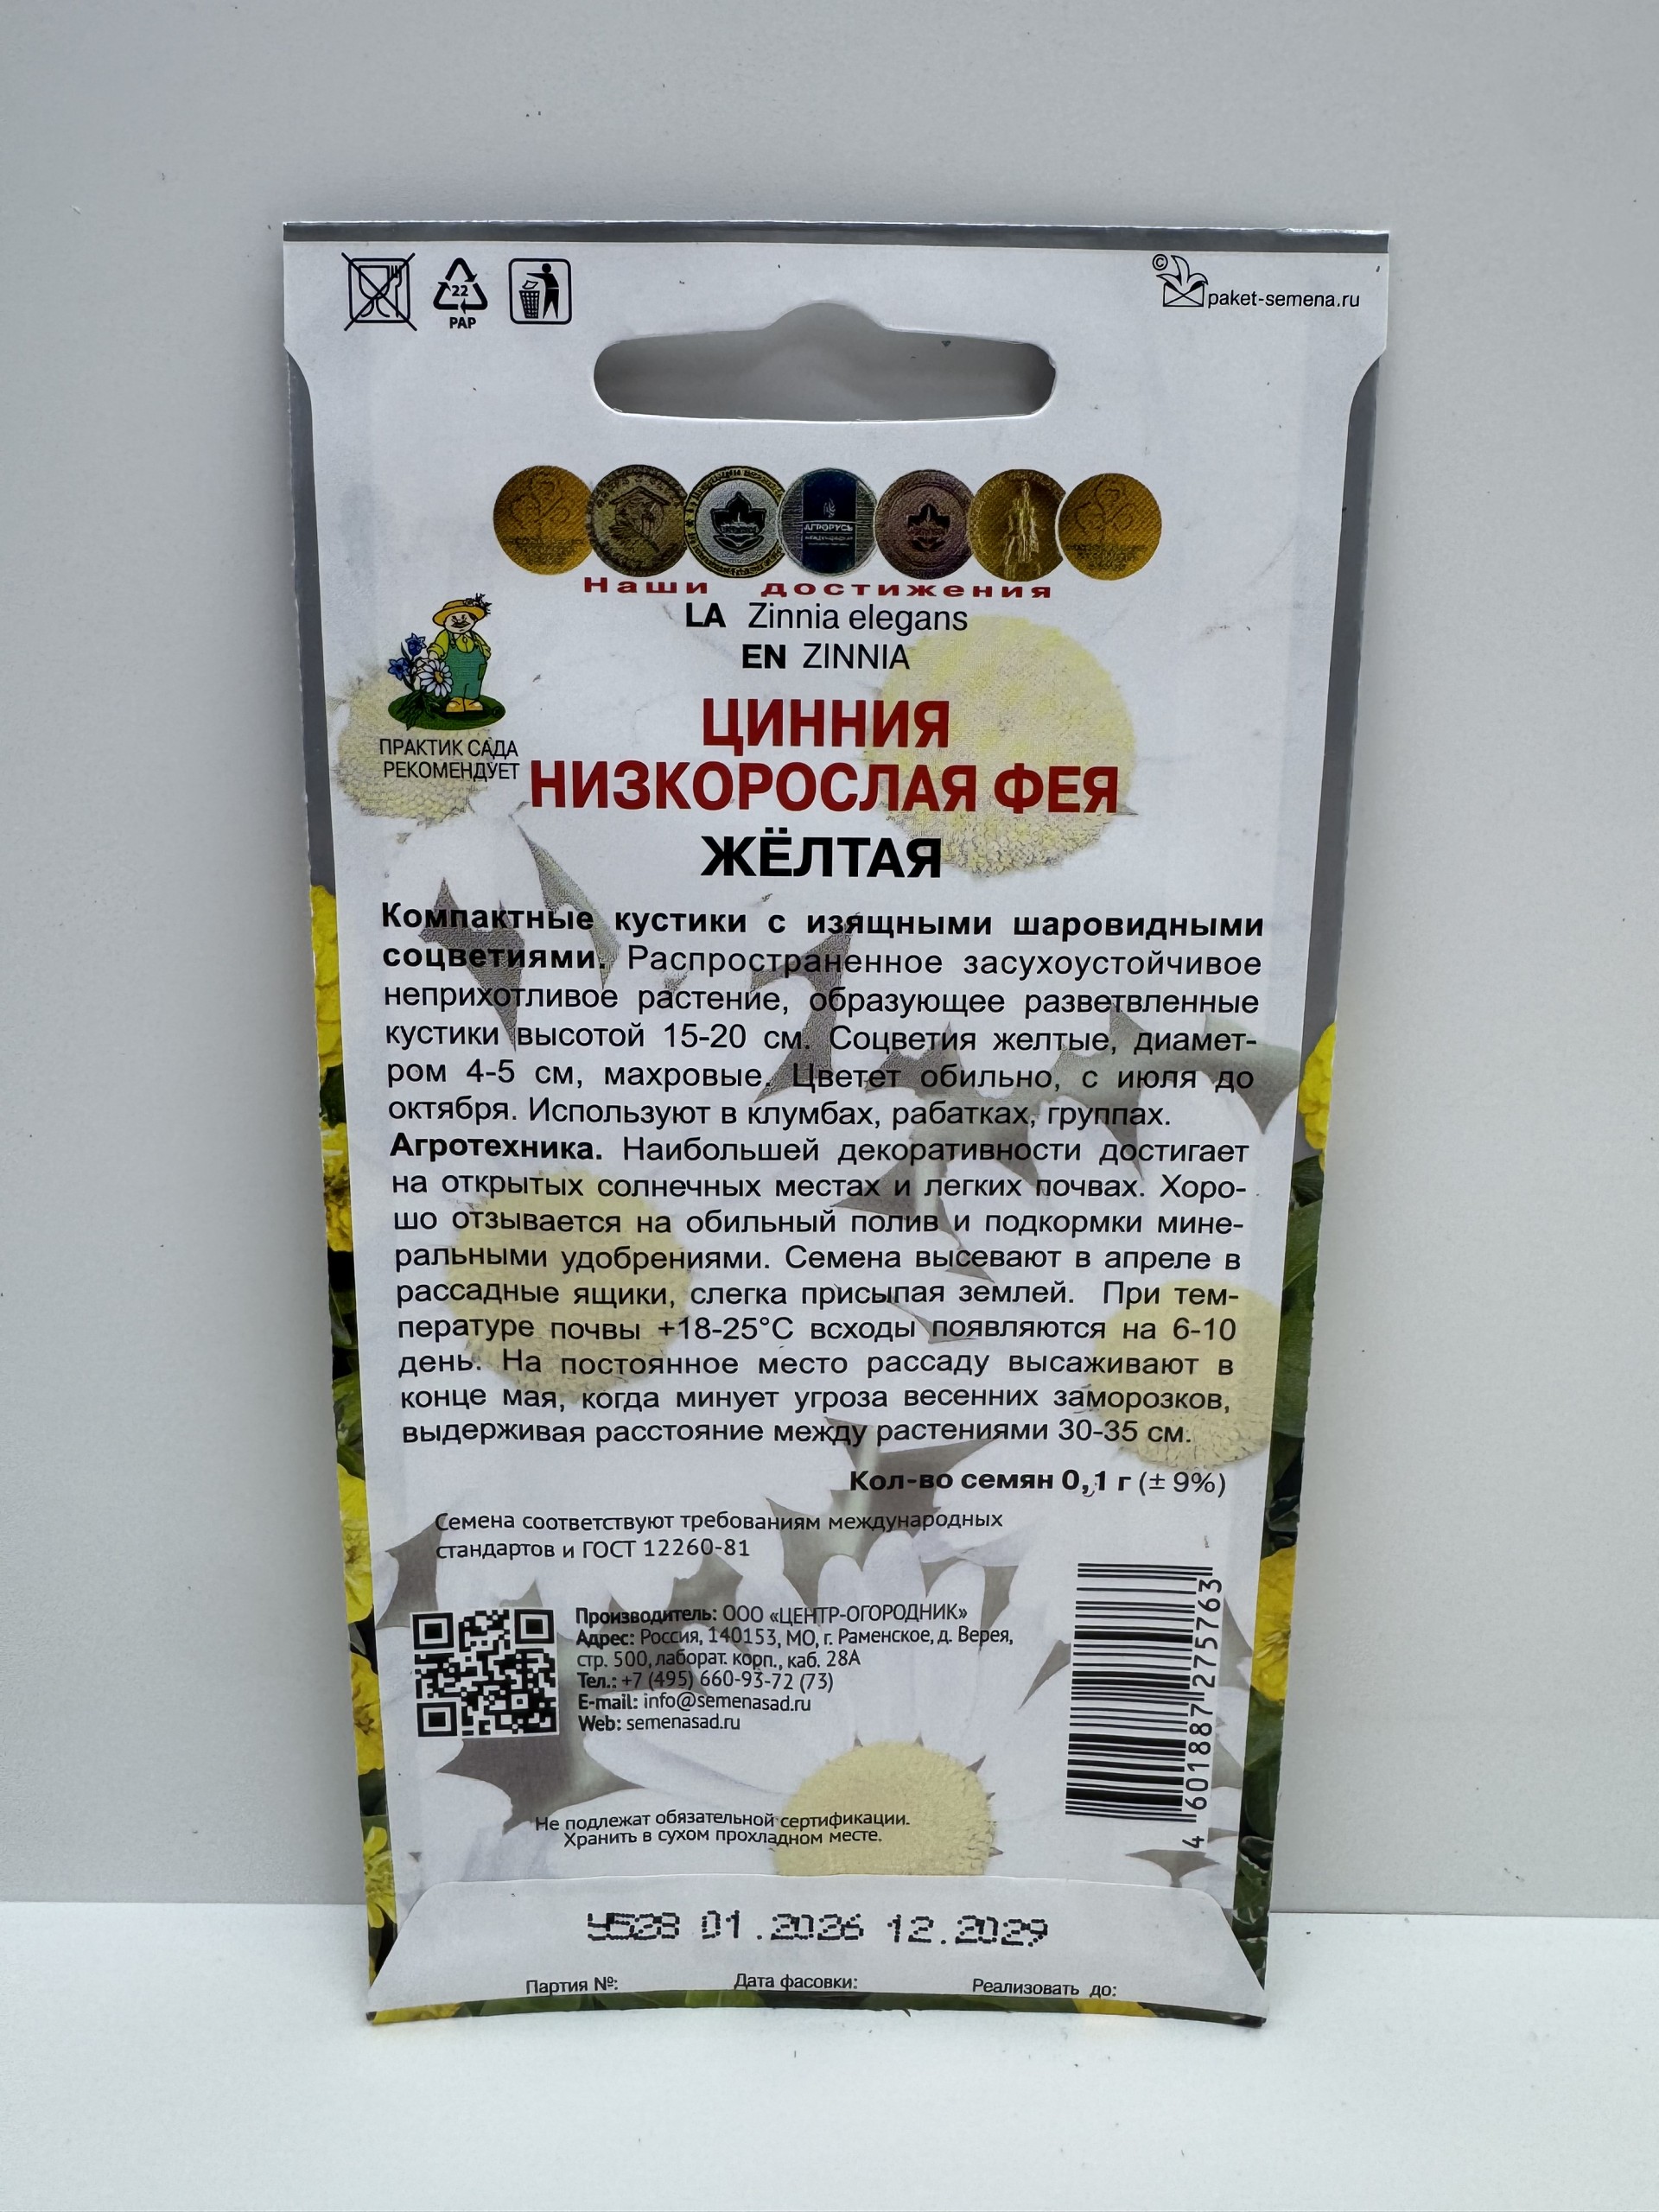 22
PAP
© paket-semena.ru
АГРОРУСЬ
Наши достижения
LA Zinnia elegans
EN ZINNIA
ПРАКТИК САДА
РЕКОМЕНДУЕТ
ЦИННИЯ
НИЗКОРОСЛАЯ ФЕЯ
ЖЁЛТАЯ
Компактные кустики с изящными шаровидными
соцветиями. Распространенное засухоустойчивое
неприхотливое растение, образующее разветвленные
кустики высотой 15-20 см. Соцветия желтые, диамет-
ром 4-5 см, махровые. Цветет обильно, с июля до
октября. Используют в клумбах, рабатках, группах.
Агротехника. Наибольшей декоративности достигает
на открытых солнечных местах и легких почвах. Хоро-
шо отзывается на обильный полив и подкормки мине-
ральными удобрениями. Семена высевают в апреле в
рассадные ящики, слегка присыпая землей. При тем-
пературе почвы +18-25°С всходы появляются на 6-10
день. На постоянное место рассаду высаживают в
конце мая, когда минует угроза весенних заморозков,
выдерживая расстояние между растениями 30-35 см.
Кол-во семян 0,1 г (± 9%)
Семена соответствуют требованиям международных
стандартов и ГОСТ 12260-81
Производитель: ООО «ЦЕНТР-ОГОРОДНИК»
Адрес: Россия, 140153, МО, г. Раменское, д. Верея,
стр. 500, лаборат. корп., каб. 28А
Тел.: +7 (495) 660-93-72 (73)
E-mail: info@semenasad.ru
Web: semenasad.ru
4 601887 275763
Не подлежат обязательной сертификации.
Хранить в сухом прохладном месте.
У528 01.2026 12.2029
Партия №: Дата фасовки: Реализовать до: